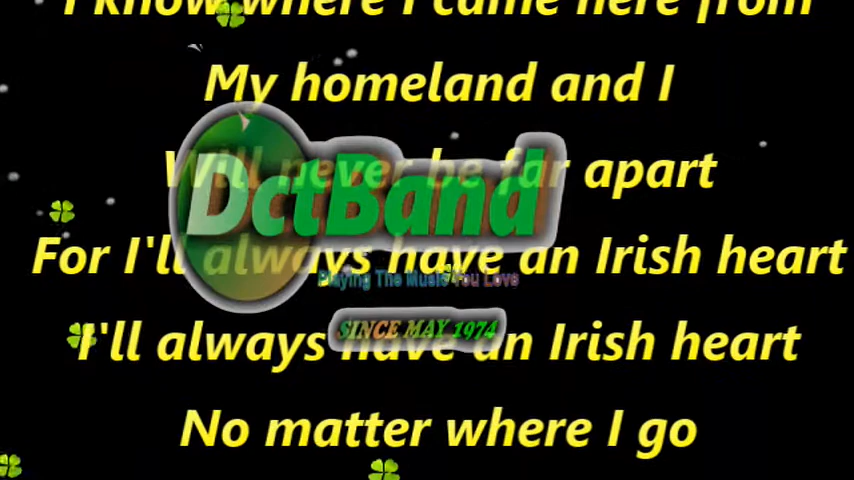 I know where I came here from
My homeland and I
Will never be far apart
DctBand
For I'll always have an Irish heart
Playing The Music You Love
SINCE MAY 1974
I'll always have an Irish heart
No matter where I go